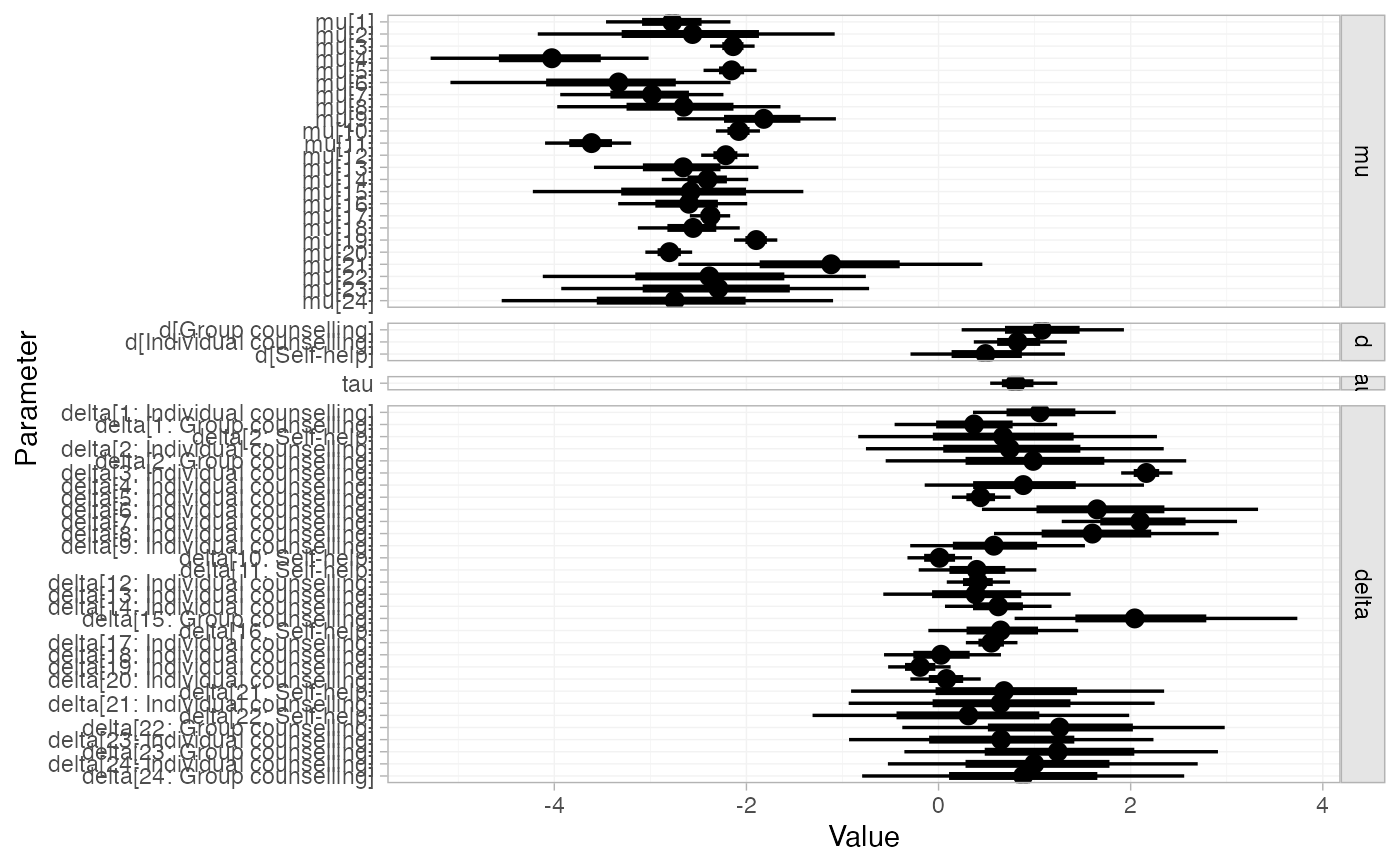 mu[1]
mu[2]
mu[3]
mu[4]
mu[5]
mu[6]
mu[7]
mu[8]
mu[9]
mu[10]
mu[11]
mu[12]
mu[13]
mu[14]
mu[15]
mu[16]
mu[17]
mu[18]
mu[19]
mu[20]
mu[21]
mu[22]
mu[23]
mu[24]
mu
d[Group counselling]
d[Individual counselling]
d[Self-help]
d
tau
au
delta[1: Individual counselling]
delta[1: Group counselling]
delta[2: Self-help]
delta[2: Individual counselling]
delta[2: Group counselling]
delta[3: Individual counselling]
delta[4: Individual counselling]
delta[5: Individual counselling]
delta[6: Individual counselling]
delta[7: Individual counselling]
delta[8: Individual counselling]
delta[9: Individual counselling]
delta[10: Self-help]
delta[11: Self-help]
delta[12: Individual counselling]
delta[13: Individual counselling]
delta[14: Individual counselling]
delta[15: Group counselling]
delta[16: Self-help]
delta[17: Individual counselling]
delta[18: Individual counselling]
delta[19: Individual counselling]
delta[20: Individual counselling]
delta[21: Self-help]
delta[21: Individual counselling]
delta[22: Self-help]
delta[22: Group counselling]
delta[23: Individual counselling]
delta[23: Group counselling]
delta[24: Individual counselling]
delta[24: Group counselling]
delta
Parameter
-4 -2 0 2 4
Value